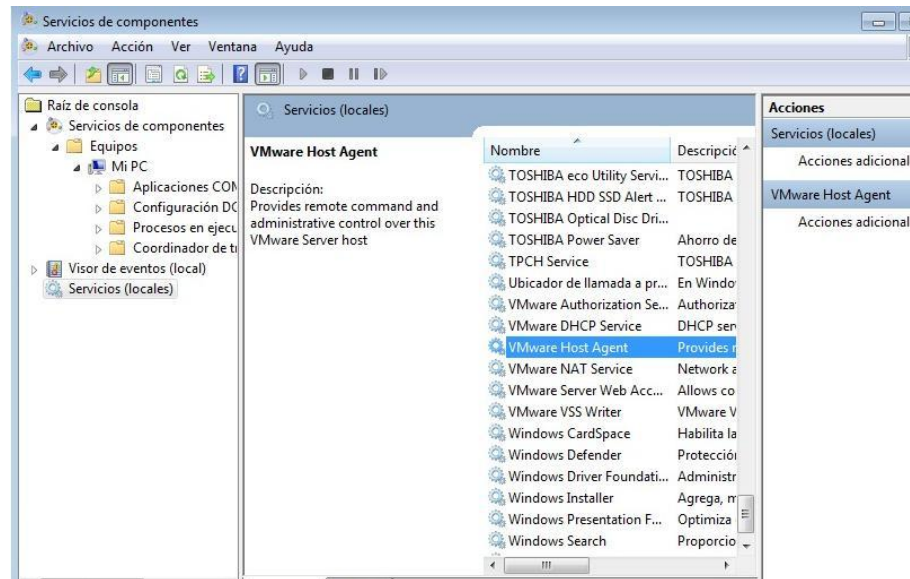 Servicios de componentes
Archivo Acción Ver Ventana Ayuda
Raíz de consola
Servicios de componentes
Equipos
Mi PC
Aplicaciones COM
Configuración DC
Procesos en ejecu
Coordinador de t
Visor de eventos (local)
Servicios (locales)
Servicios (locales)
VMware Host Agent
Descripción:
Provides remote command and
administrative control over this
VMware Server host
Nombre Descripció
TOSHIBA eco Utility Servi... TOSHIBA
TOSHIBA HDD SSD Alert ... TOSHIBA
TOSHIBA Optical Disc Dri...
TOSHIBA Power Saver Ahorro de
TPCH Service TOSHIBA
Ubicador de llamada a pr... En Windo
VMware Authorization Se... Authoriza
VMware DHCP Service DHCP serv
VMware Host Agent Provides r
VMware NAT Service Network a
VMware Server Web Acc... Allows co
VMware VSS Writer VMware V
Windows CardSpace Habilita la
Windows Defender Protecció
Windows Driver Foundati... Administr
Windows Installer Agrega, m
Windows Presentation F... Optimiza
Windows Search Proporcio
Acciones
Servicios (locales)
Acciones adicional
VMware Host Agent
Acciones adicional